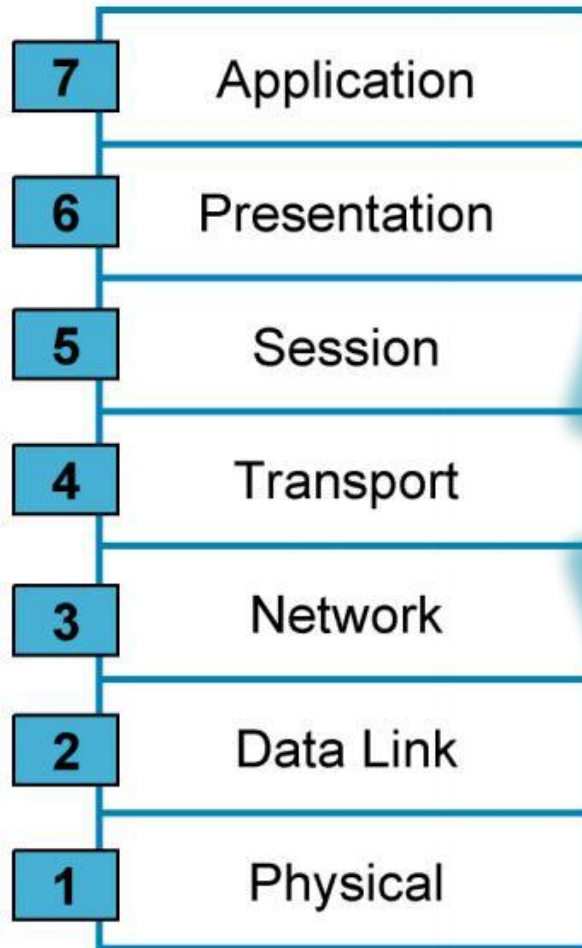 7 Application
6 Presentation
5 Session
4 Transport
3 Network
2 Data Link
1 Physical